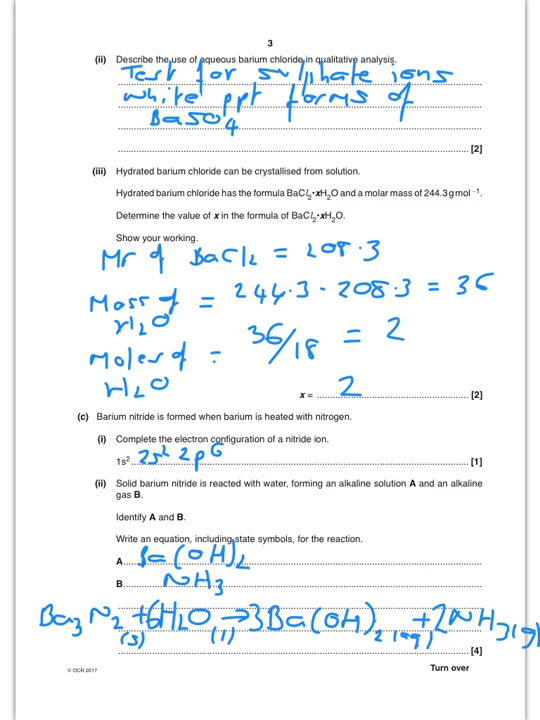 3
(ii) Describe the use of aqueous barium chloride in qualitative analysis.
Test for sulphate ions
white ppt forms of
BaSO4
[2]
(iii) Hydrated barium chloride can be crystallised from solution.
Hydrated barium chloride has the formula BaCl₂•xH₂O and a molar mass of 244.3 g mol⁻¹.
Determine the value of x in the formula of BaCl₂•xH₂O.
Show your working.
Mr of BaCl2 = 208.3
Mass of H2O = 244.3 - 208.3 = 36
Moles of H2O = 36/18 = 2
x = 2 [2]
(c) Barium nitride is formed when barium is heated with nitrogen.
(i) Complete the electron configuration of a nitride ion.
1s² 2s² 2p6 [1]
(ii) Solid barium nitride is reacted with water, forming an alkaline solution A and an alkaline
gas B.
Identify A and B.
Write an equation, including state symbols, for the reaction.
A Ba(OH)2
B NH3
Ba3N2(s) + 6H2O(l) → 3Ba(OH)2(aq) + 2NH3(g)
[4]
© OCR 2017 Turn over